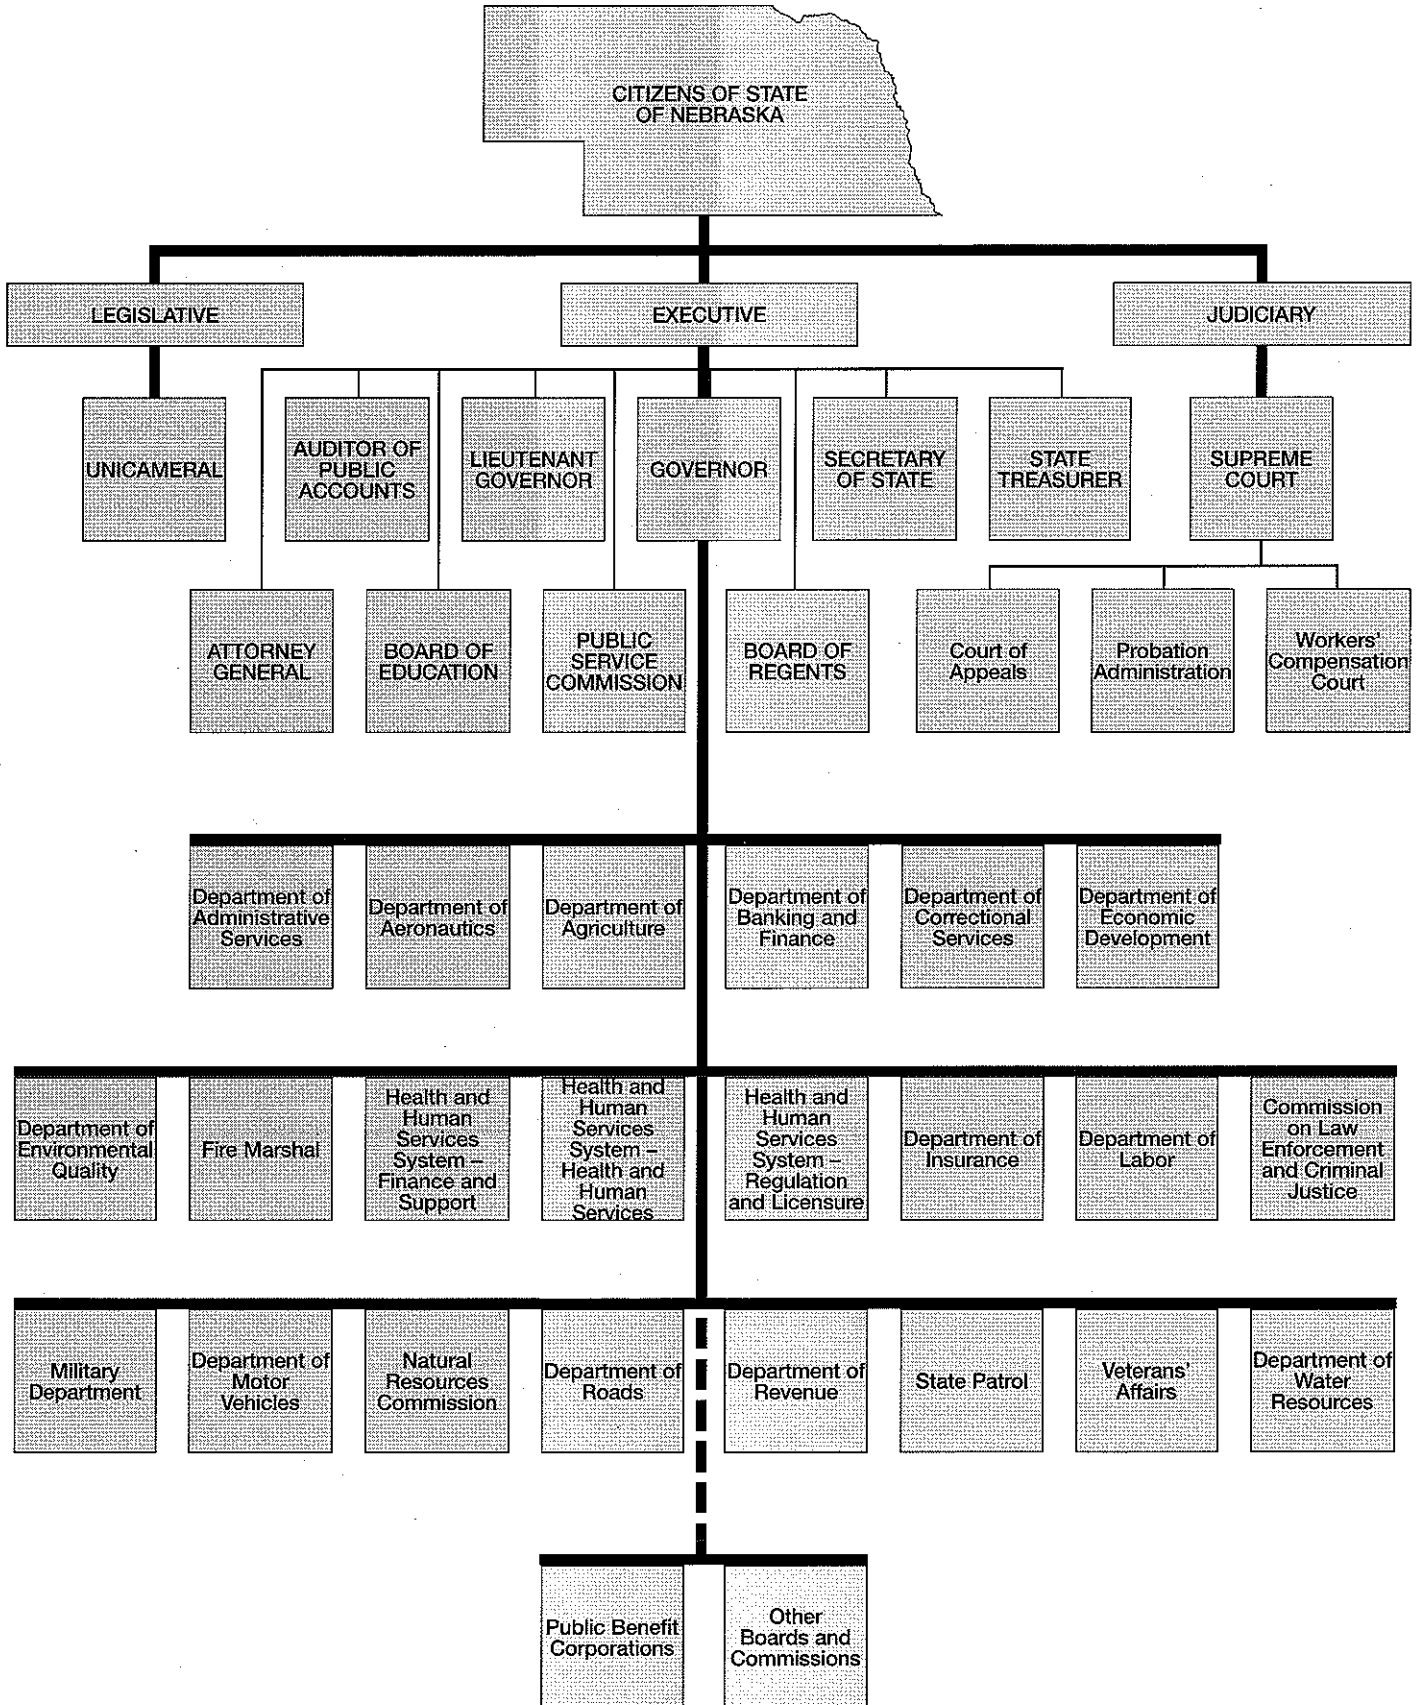 CITIZENS OF STATE
OF NEBRASKA
LEGISLATIVE
EXECUTIVE
JUDICIARY
UNICAMERAL
AUDITOR OF
PUBLIC
ACCOUNTS
LIEUTENANT
GOVERNOR
GOVERNOR
SECRETARY
OF STATE
STATE
TREASURER
SUPREME
COURT
ATTORNEY
GENERAL
BOARD OF
EDUCATION
PUBLIC
SERVICE
COMMISSION
BOARD OF
REGENTS
Court of
Appeals
Probation
Administration
Workers'
Compensation
Court
Department of
Administrative
Services
Department of
Aeronautics
Department of
Agriculture
Department of
Banking and
Finance
Department of
Correctional
Services
Department of
Economic
Development
Department of
Environmental
Quality
Fire Marshal
Health and
Human
Services
System –
Finance and
Support
Health and
Human
Services
System –
Health and
Human
Services
Health and
Human
Services
System –
Regulation
and Licensure
Department of
Insurance
Department of
Labor
Commission
on Law
Enforcement
and Criminal
Justice
Military
Department
Department of
Motor
Vehicles
Natural
Resources
Commission
Department of
Roads
Department of
Revenue
State Patrol
Veterans'
Affairs
Department of
Water
Resources
Public Benefit
Corporations
Other
Boards and
Commissions